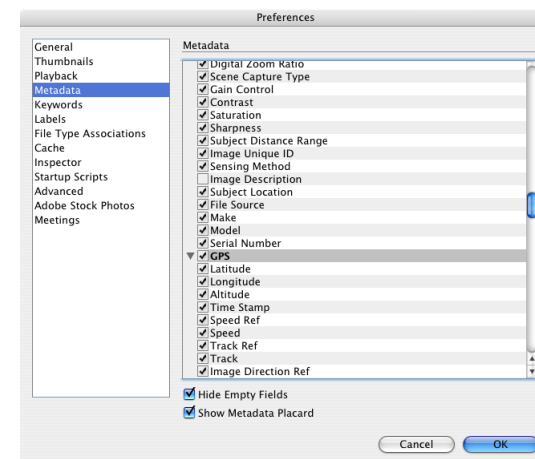 Preferences
General
Thumbnails
Playback
Metadata
Keywords
Labels
File Type Associations
Cache
Inspector
Startup Scripts
Advanced
Adobe Stock Photos
Meetings
Metadata
Digital Zoom Ratio
Scene Capture Type
Gain Control
Contrast
Saturation
Sharpness
Subject Distance Range
Image Unique ID
Sensing Method
Image Description
Subject Location
File Source
Make
Model
Serial Number
GPS
Latitude
Longitude
Altitude
Time Stamp
Speed Ref
Speed
Track Ref
Track
Image Direction Ref
Hide Empty Fields
Show Metadata Placard
Cancel
OK